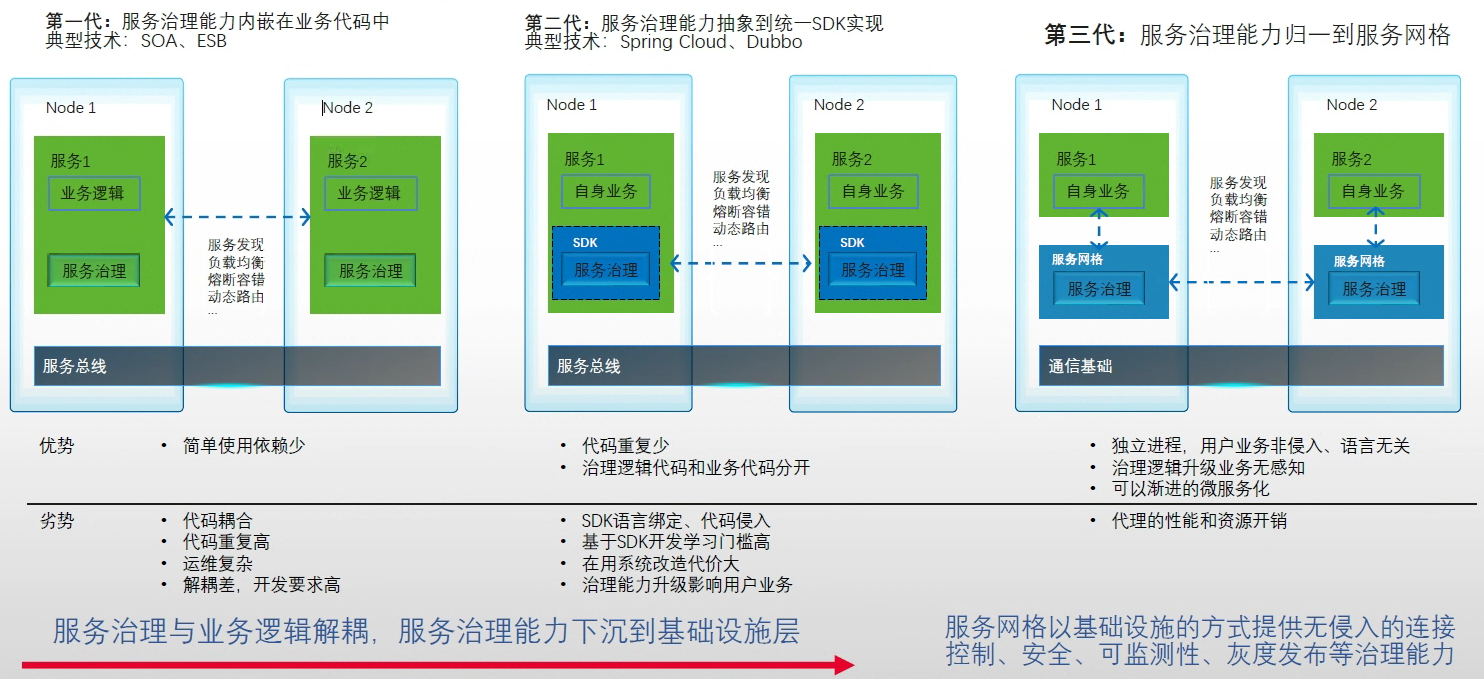 第一代：服务治理能力内嵌在业务代码中
典型技术：SOA、ESB
Node 1
服务1
业务逻辑
服务治理
Node 2
服务2
业务逻辑
服务治理
服务发现
负载均衡
熔断容错
动态路由
...
服务总线
第二代：服务治理能力抽象到统一SDK实现
典型技术：Spring Cloud、Dubbo
Node 1
服务1
自身业务
SDK
服务治理
Node 2
服务2
自身业务
SDK
服务治理
服务发现
负载均衡
熔断容错
动态路由
...
服务总线
第三代：服务治理能力归一到服务网格
Node 1
服务1
自身业务
服务网格
服务治理
Node 2
服务2
自身业务
服务网格
服务治理
服务发现
负载均衡
熔断容错
动态路由
...
通信基础
优势
• 简单使用依赖少
• 代码重复少
• 治理逻辑代码和业务代码分开
• 独立进程，用户业务非侵入、语言无关
• 治理逻辑升级业务无感知
• 可以渐进的微服务化
劣势
• 代码耦合
• 代码重复高
• 运维复杂
• 解耦差，开发要求高
• SDK语言绑定、代码侵入
• 基于SDK开发学习门槛高
• 在用系统改造代价大
• 治理能力升级影响用户业务
• 代理的性能和资源开销
服务治理与业务逻辑解耦，服务治理能力下沉到基础设施层
服务网格以基础设施的方式提供无侵入的连接
控制、安全、可监测性、灰度发布等治理能力